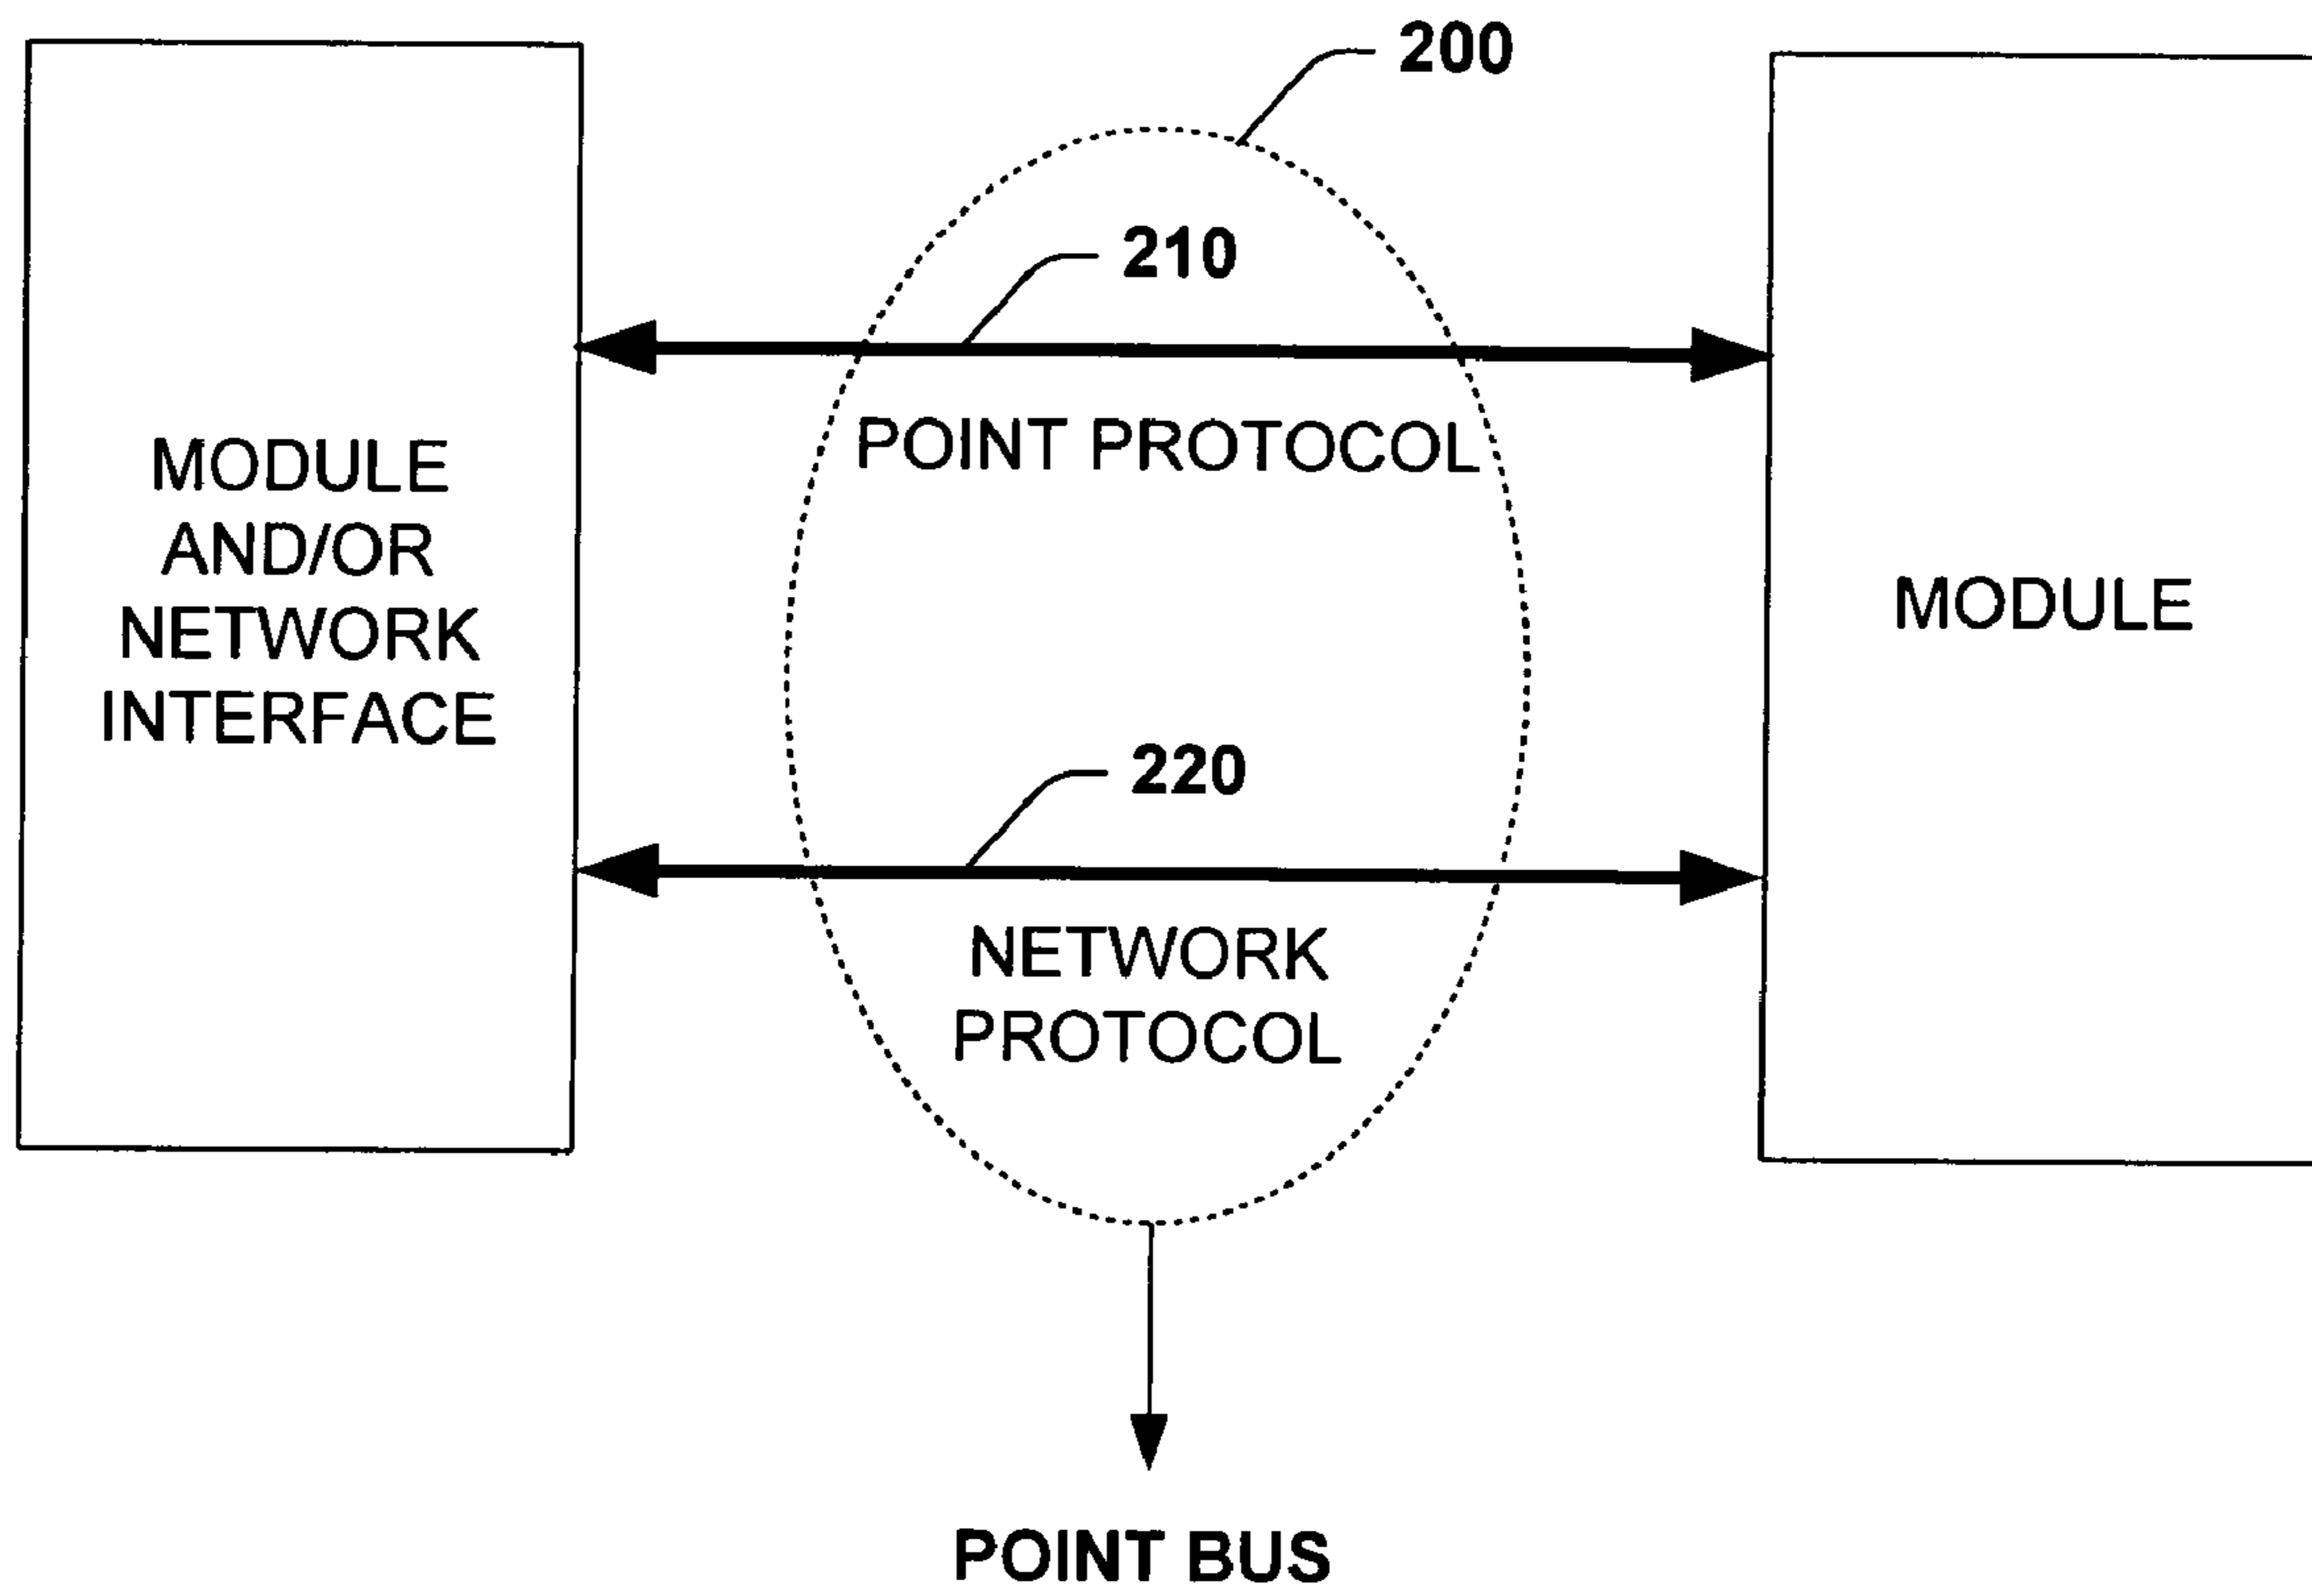 200
210
POINT PROTOCOL
MODULE
AND/OR
NETWORK
INTERFACE
MODULE
220
NETWORK
PROTOCOL
POINT BUS